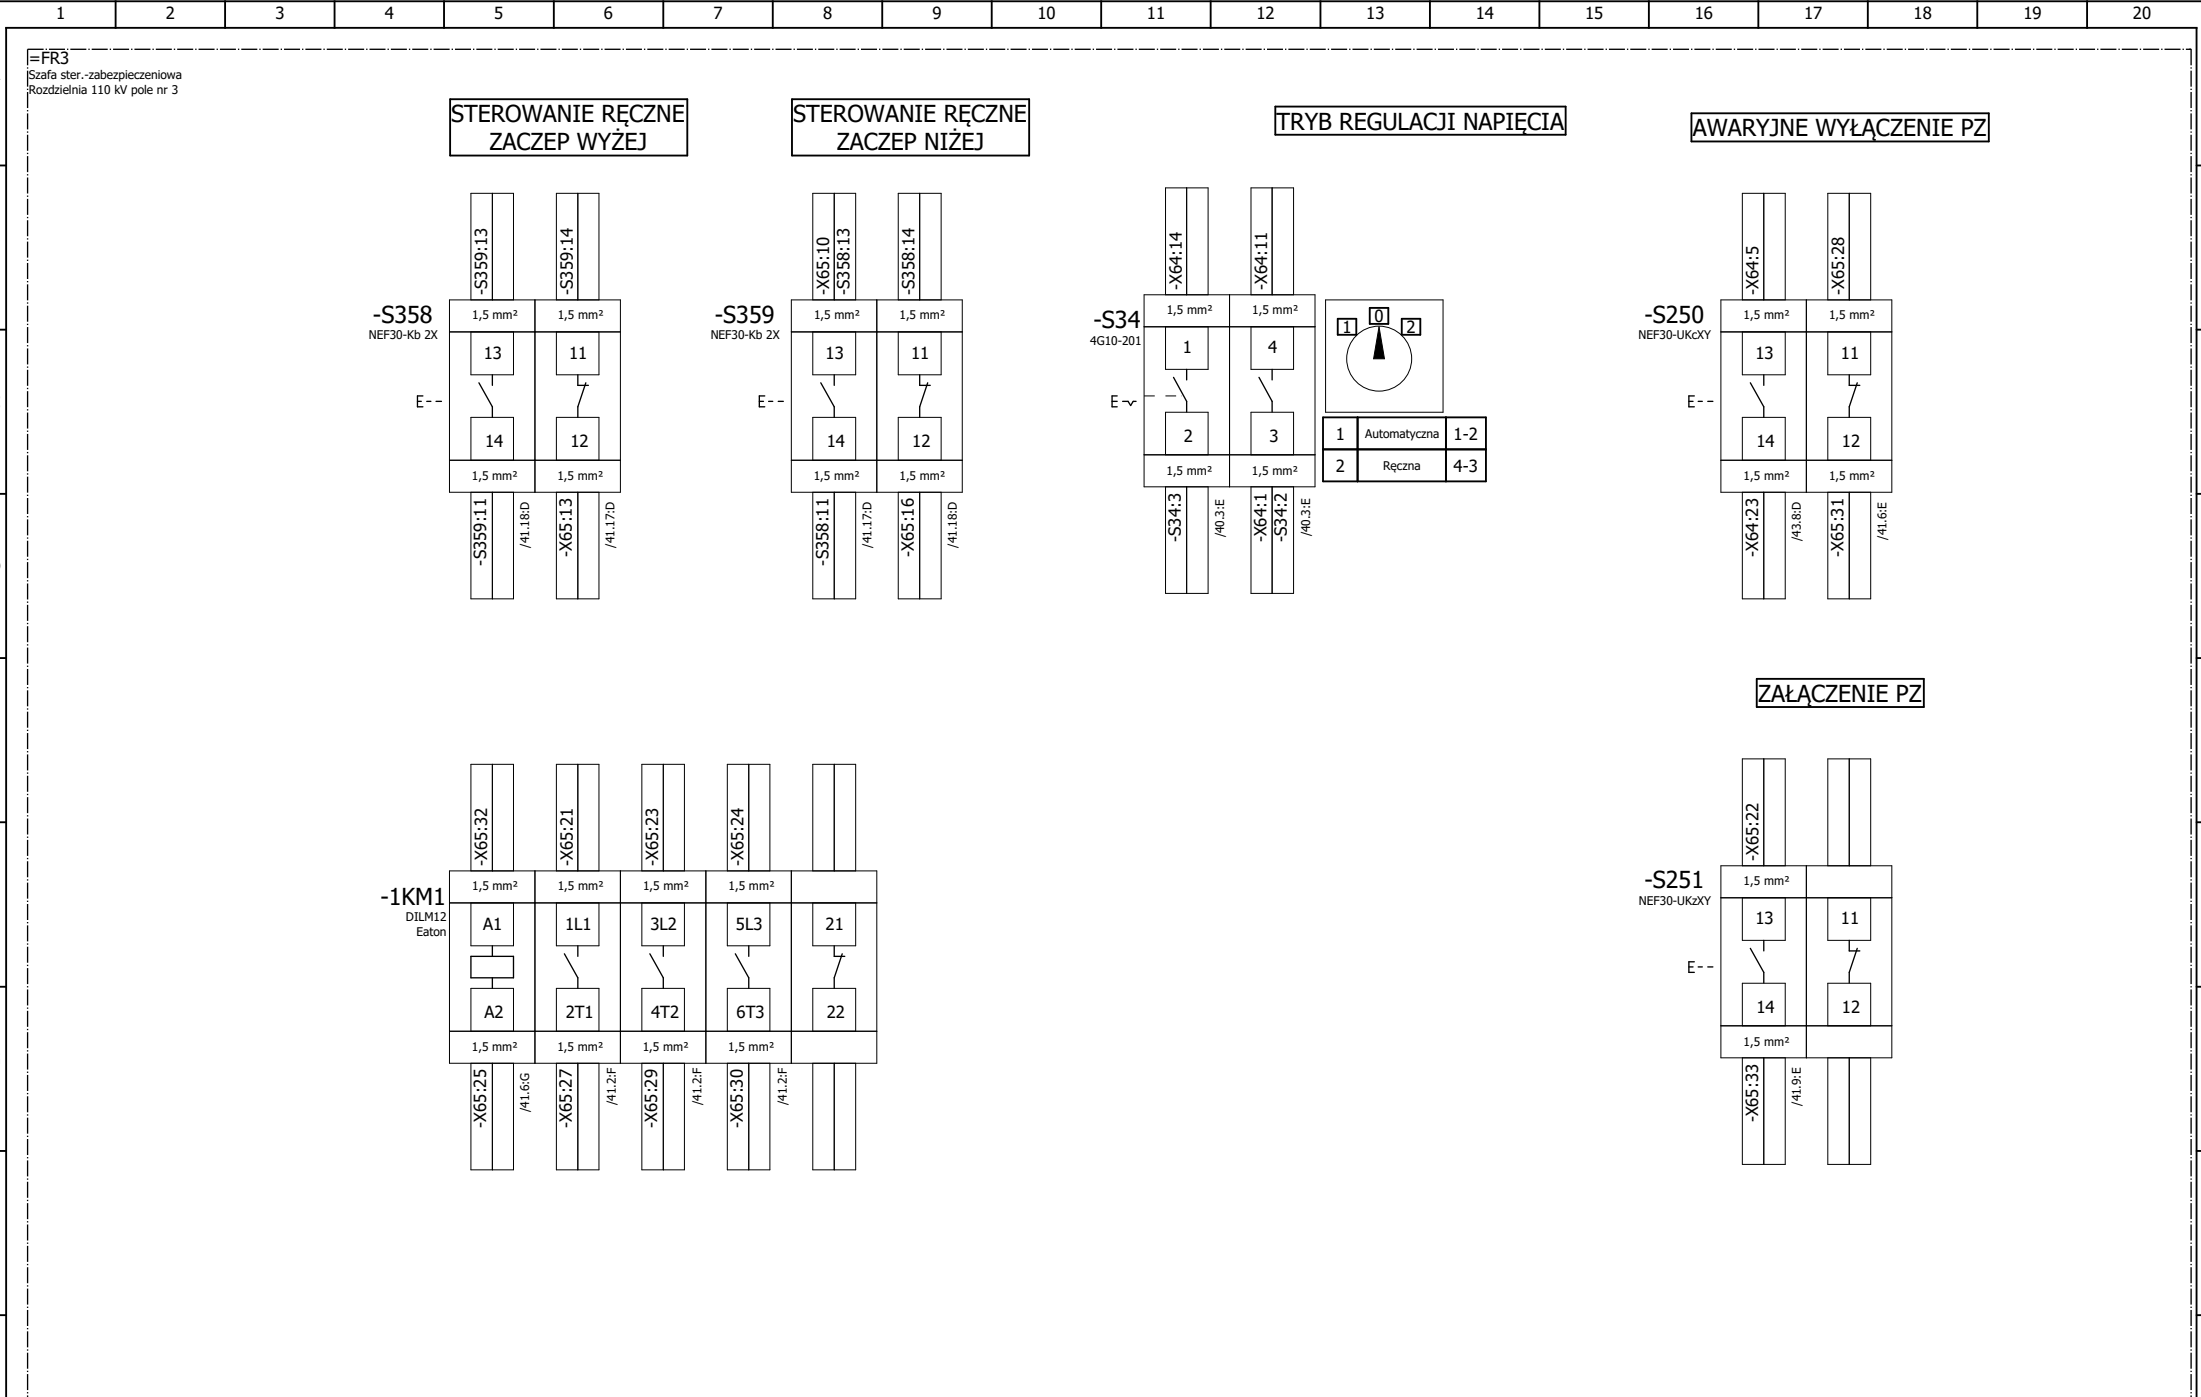 1 2 3 4 5 6 7 8 9 10 11 12 13 14 15 16 17 18 19 20
=FR3
Szafa ster.-zabezpieczeniowa
Rozdzielnia 110 kV pole nr 3
STEROWANIE RĘCZNE
ZACZEP WYŻEJ
STEROWANIE RĘCZNE
ZACZEP NIŻEJ
TRYB REGULACJI NAPIĘCIA
AWARYJNE WYŁĄCZENIE PZ
-S359:13
-S359:14
-S358
NEF30-Kb 2X
1,5 mm² 1,5 mm²
13 11
E--
14 12
1,5 mm² 1,5 mm²
-S359:11
/41.18:D
-X65:13
/41.17:D
-X65:10
-S358:13
-S358:14
-S359
NEF30-Kb 2X
1,5 mm² 1,5 mm²
13 11
E--
14 12
1,5 mm² 1,5 mm²
-S358:11
/41.17:D
-X65:16
/41.18:D
-X64:14
-X64:11
-S34
4G10-201
1,5 mm² 1,5 mm²
1 4
E
2 3
1,5 mm² 1,5 mm²
-S34:3
/40.3:E
-X64:1
-S34:2
/40.3:E
1 0 2
1 Automatyczna 1-2
2 Ręczna 4-3
-X64:5
-X65:28
-S250
NEF30-UKcXY
1,5 mm² 1,5 mm²
13 11
E--
14 12
1,5 mm² 1,5 mm²
-X64:23
/43.8:D
-X65:31
/41.6:E
ZAŁĄCZENIE PZ
-X65:32
-X65:21
-X65:23
-X65:24
-1KM1
DILM12
Eaton
1,5 mm² 1,5 mm² 1,5 mm² 1,5 mm²
A1 1L1 3L2 5L3 21
A2 2T1 4T2 6T3 22
1,5 mm² 1,5 mm² 1,5 mm² 1,5 mm²
-X65:25
/41.6:G
-X65:27
/41.2:F
-X65:29
/41.2:F
-X65:30
/41.2:F
-X65:22
-S251
NEF30-UKzXY
1,5 mm²
13 11
E--
14 12
1,5 mm²
-X65:33
/41.9:E